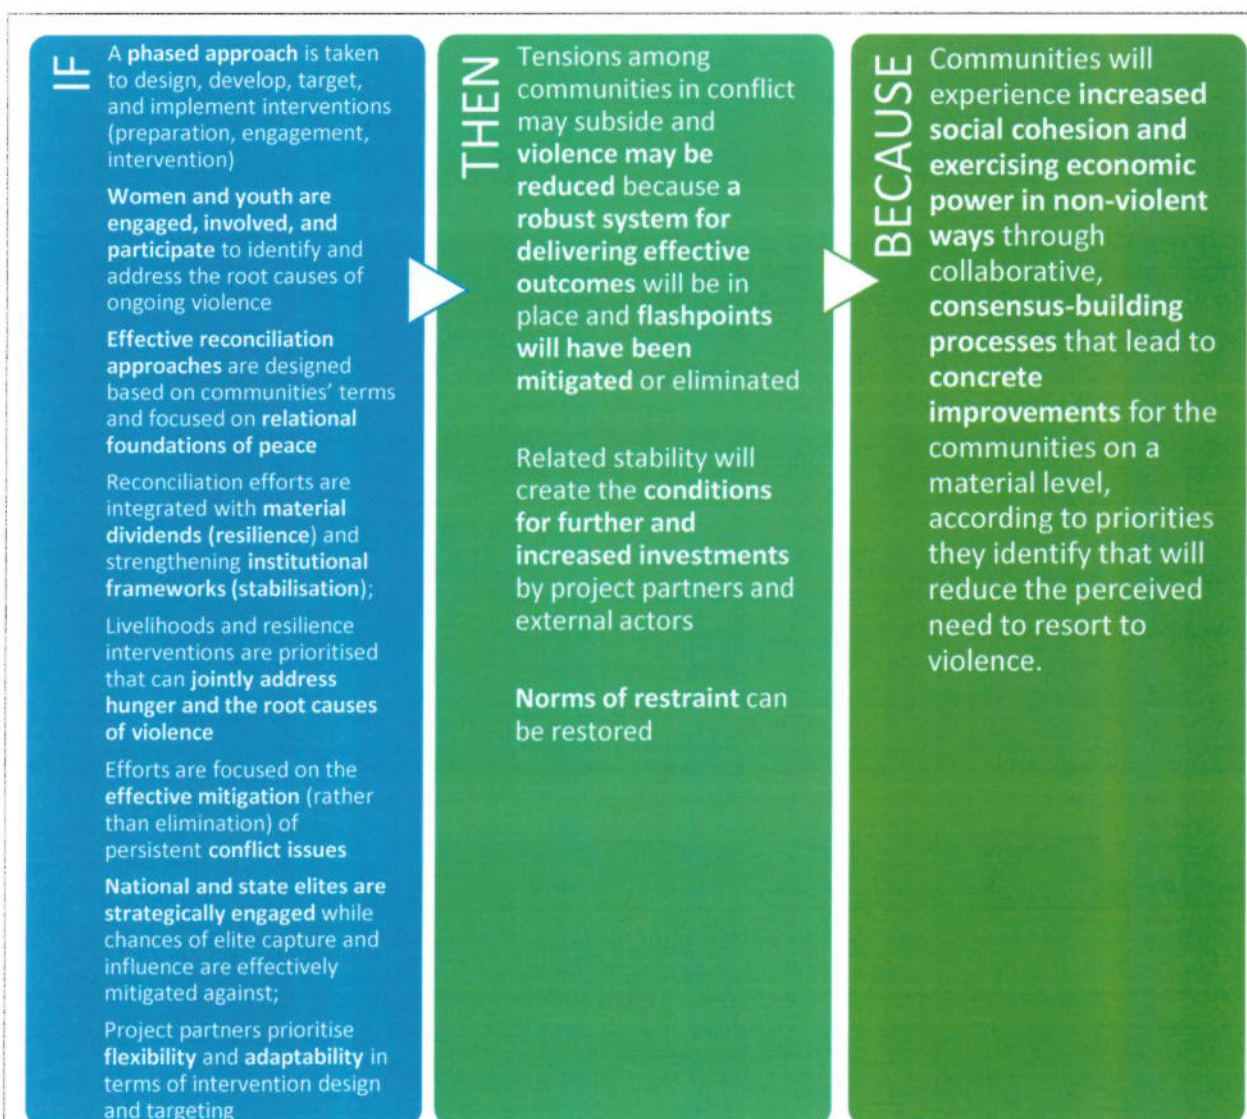 IF
A phased approach is taken
to design, develop, target,
and implement interventions
(preparation, engagement,
intervention)
Women and youth are
engaged, involved, and
participate to identify and
address the root causes of
ongoing violence
Effective reconciliation
approaches are designed
based on communities' terms
and focused on relational
foundations of peace
Reconciliation efforts are
integrated with material
dividends (resilience) and
strengthening institutional
frameworks (stabilisation);
Livelihoods and resilience
interventions are prioritised
that can jointly address
hunger and the root causes
of violence
Efforts are focused on the
effective mitigation (rather
than elimination) of
persistent conflict issues
National and state elites are
strategically engaged while
chances of elite capture and
influence are effectively
mitigated against;
Project partners prioritise
flexibility and adaptability in
terms of intervention design
and targeting
THEN
Tensions among
communities in conflict
may subside and
violence may be
reduced because a
robust system for
delivering effective
outcomes will be in
place and flashpoints
will have been
mitigated or eliminated
Related stability will
create the conditions
for further and
increased investments
by project partners and
external actors
Norms of restraint can
be restored
BECAUSE
Communities will
experience increased
social cohesion and
exercising economic
power in non-violent
ways through
collaborative,
consensus-building
processes that lead to
concrete
improvements for the
communities on a
material level,
according to priorities
they identify that will
reduce the perceived
need to resort to
violence.